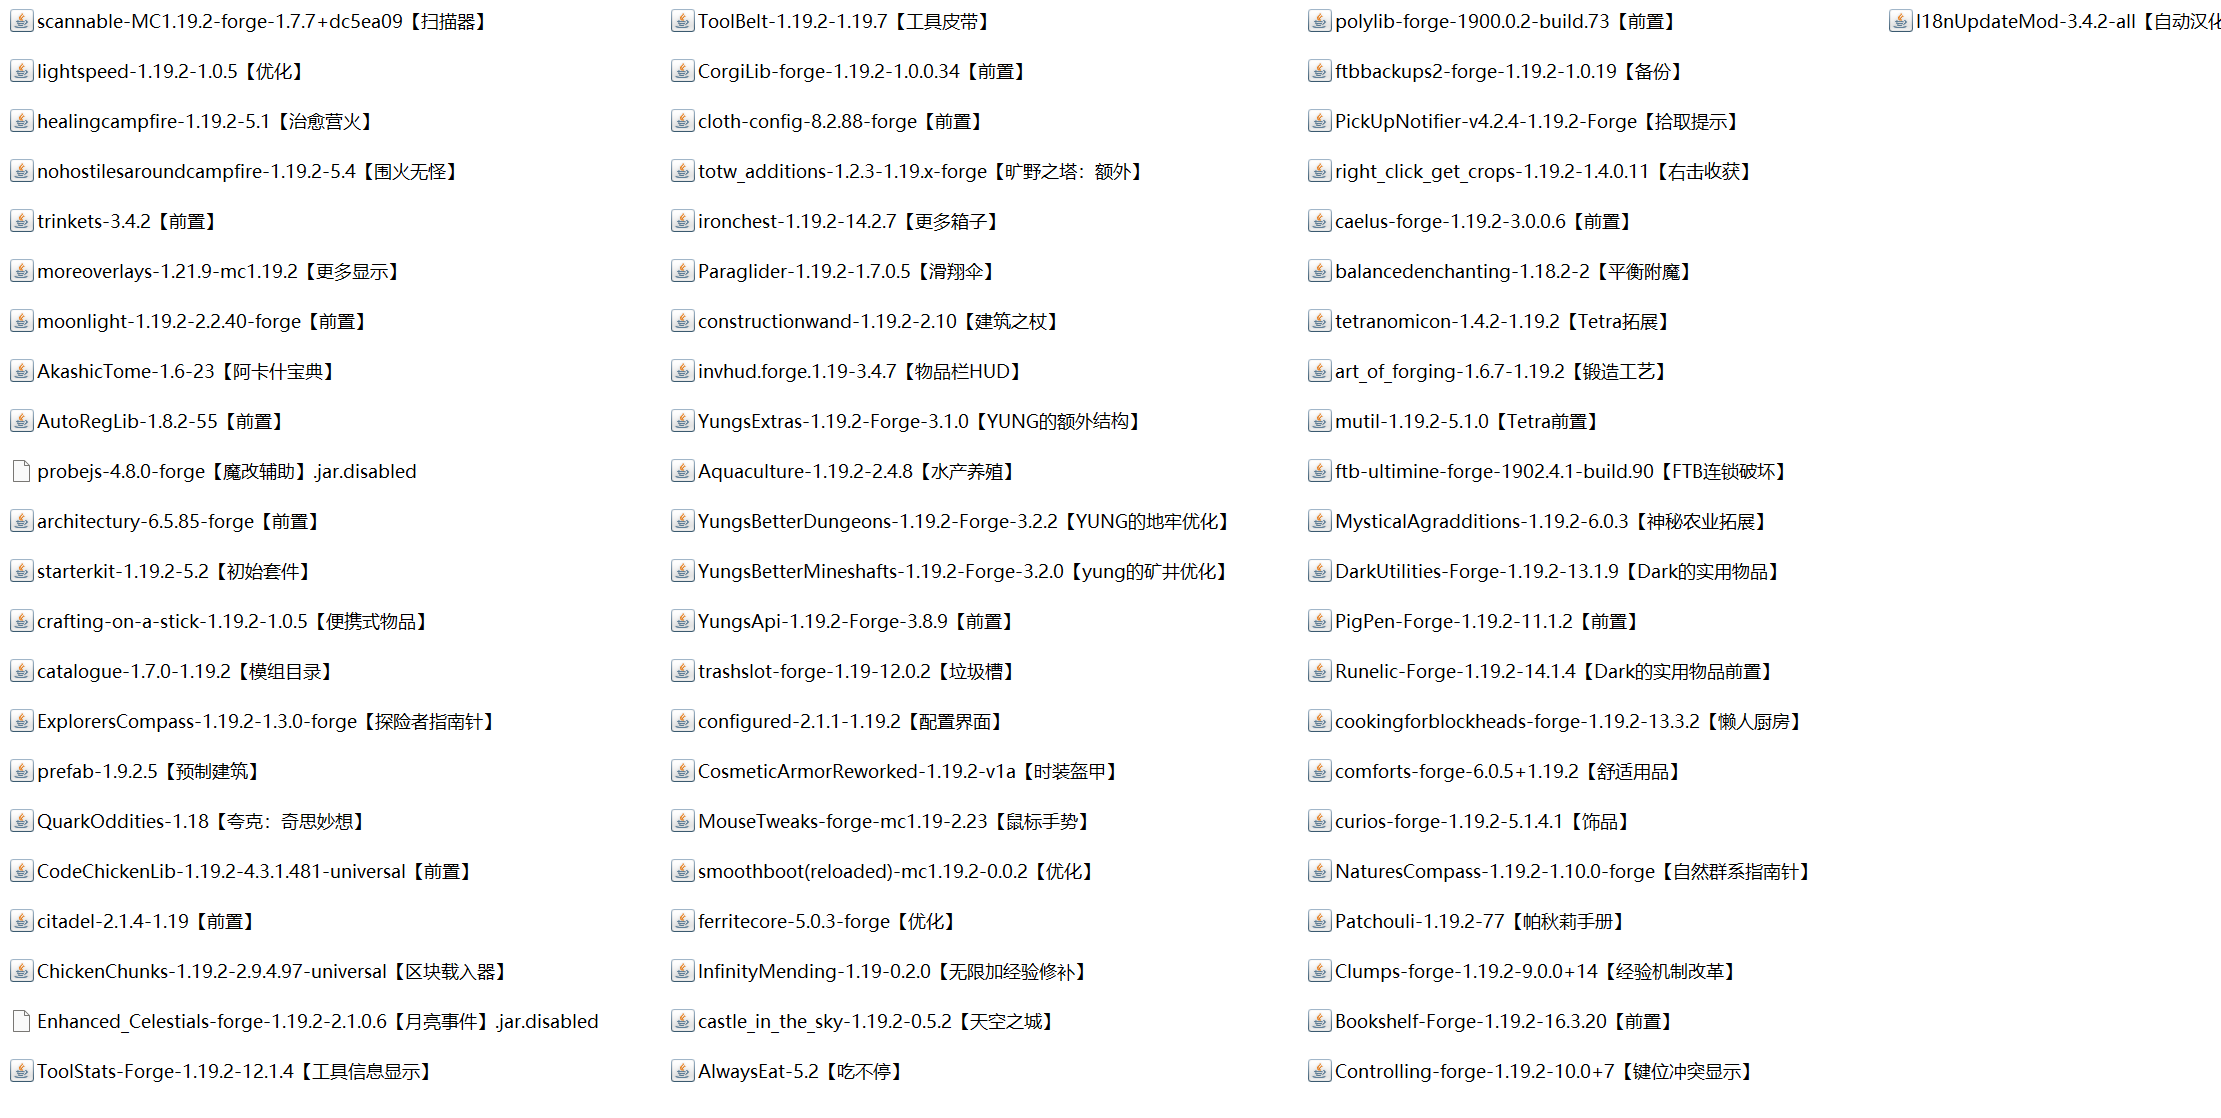 scannable-MC1.19.2-forge-1.7.7+dc5ea09【扫描器】
lightspeed-1.19.2-1.0.5【优化】
healingcampfire-1.19.2-5.1【治愈营火】
nohostilesaroundcampfire-1.19.2-5.4【围火无怪】
trinkets-3.4.2【前置】
moreoverlays-1.21.9-mc1.19.2【更多显示】
moonlight-1.19.2-2.2.40-forge【前置】
AkashicTome-1.6-23【阿卡什宝典】
AutoRegLib-1.8.2-55【前置】
probejs-4.8.0-forge【魔改辅助】.jar.disabled
architectury-6.5.85-forge【前置】
starterkit-1.19.2-5.2【初始套件】
crafting-on-a-stick-1.19.2-1.0.5【便携式物品】
catalogue-1.7.0-1.19.2【模组目录】
ExplorersCompass-1.19.2-1.3.0-forge【探险者指南针】
prefab-1.9.2.5【预制建筑】
QuarkOddities-1.18【夸克：奇思妙想】
CodeChickenLib-1.19.2-4.3.1.481-universal【前置】
citadel-2.1.4-1.19【前置】
ChickenChunks-1.19.2-2.9.4.97-universal【区块载入器】
Enhanced_Celestials-forge-1.19.2-2.1.0.6【月亮事件】.jar.disabled
ToolStats-Forge-1.19.2-12.1.4【工具信息显示】
ToolBelt-1.19.2-1.19.7【工具皮带】
CorgiLib-forge-1.19.2-1.0.0.34【前置】
cloth-config-8.2.88-forge【前置】
totw_additions-1.2.3-1.19.x-forge【旷野之塔：额外】
ironchest-1.19.2-14.2.7【更多箱子】
Paraglider-1.19.2-1.7.0.5【滑翔伞】
constructionwand-1.19.2-2.10【建筑之杖】
invhud.forge.1.19-3.4.7【物品栏HUD】
YungsExtras-1.19.2-Forge-3.1.0【YUNG的额外结构】
Aquaculture-1.19.2-2.4.8【水产养殖】
YungsBetterDungeons-1.19.2-Forge-3.2.2【YUNG的地牢优化】
YungsBetterMineshafts-1.19.2-Forge-3.2.0【yung的矿井优化】
YungsApi-1.19.2-Forge-3.8.9【前置】
trashslot-forge-1.19-12.0.2【垃圾槽】
configured-2.1.1-1.19.2【配置界面】
CosmeticArmorReworked-1.19.2-v1a【时装盔甲】
MouseTweaks-forge-mc1.19-2.23【鼠标手势】
smoothboot(reloaded)-mc1.19.2-0.0.2【优化】
ferritecore-5.0.3-forge【优化】
InfinityMending-1.19-0.2.0【无限加经验修补】
castle_in_the_sky-1.19.2-0.5.2【天空之城】
AlwaysEat-5.2【吃不停】
polylib-forge-1900.0.2-build.73【前置】
ftbbackups2-forge-1.19.2-1.0.19【备份】
PickUpNotifier-v4.2.4-1.19.2-Forge【拾取提示】
right_click_get_crops-1.19.2-1.4.0.11【右击收获】
caelus-forge-1.19.2-3.0.0.6【前置】
balancedenchanting-1.18.2-2【平衡附魔】
tetranomicon-1.4.2-1.19.2【Tetra拓展】
art_of_forging-1.6.7-1.19.2【锻造工艺】
mutil-1.19.2-5.1.0【Tetra前置】
ftb-ultimine-forge-1902.4.1-build.90【FTB连锁破坏】
MysticalAgradditions-1.19.2-6.0.3【神秘农业拓展】
DarkUtilities-Forge-1.19.2-13.1.9【Dark的实用物品】
PigPen-Forge-1.19.2-11.1.2【前置】
Runelic-Forge-1.19.2-14.1.4【Dark的实用物品前置】
cookingforblockheads-forge-1.19.2-13.3.2【懒人厨房】
comforts-forge-6.0.5+1.19.2【舒适用品】
curios-forge-1.19.2-5.1.4.1【饰品】
NaturesCompass-1.19.2-1.10.0-forge【自然群系指南针】
Patchouli-1.19.2-77【帕秋莉手册】
Clumps-forge-1.19.2-9.0.0+14【经验机制改革】
Bookshelf-Forge-1.19.2-16.3.20【前置】
Controlling-forge-1.19.2-10.0+7【键位冲突显示】
I18nUpdateMod-3.4.2-all【自动汉化